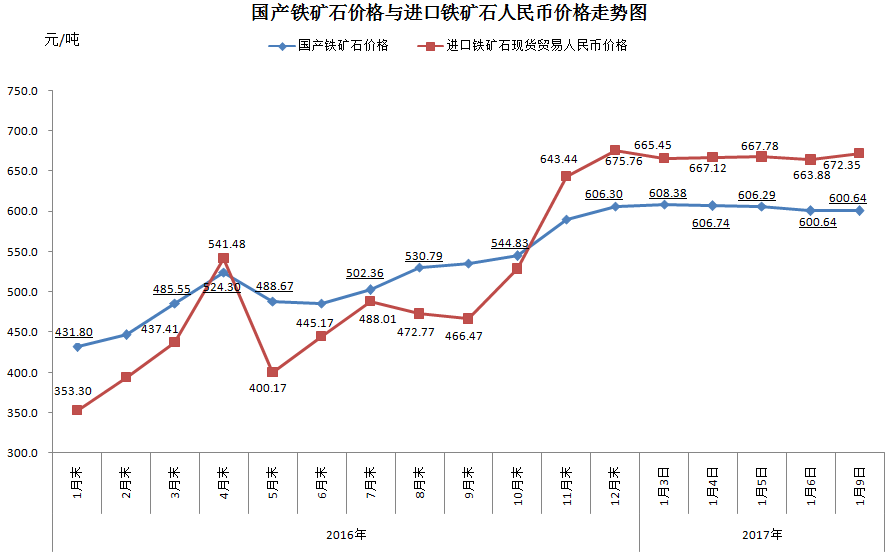 国产铁矿石价格与进口铁矿石人民币价格走势图
元/吨
国产铁矿石价格 进口铁矿石现货贸易人民币价格
750.0
700.0
650.0
600.0
550.0
500.0
450.0
400.0
350.0
300.0
431.80
485.55
524.30
488.67
502.36
530.79
544.83
606.30
608.38
606.74
606.29
600.64
600.64
353.30
437.41
541.48
400.17
445.17
488.01
472.77
466.47
643.44
675.76
665.45
667.12
667.78
663.88
672.35
1月末
2月末
3月末
4月末
5月末
6月末
7月末
8月末
9月末
10月末
11月末
12月末
1月3日
1月4日
1月5日
1月6日
1月9日
2016年 2017年